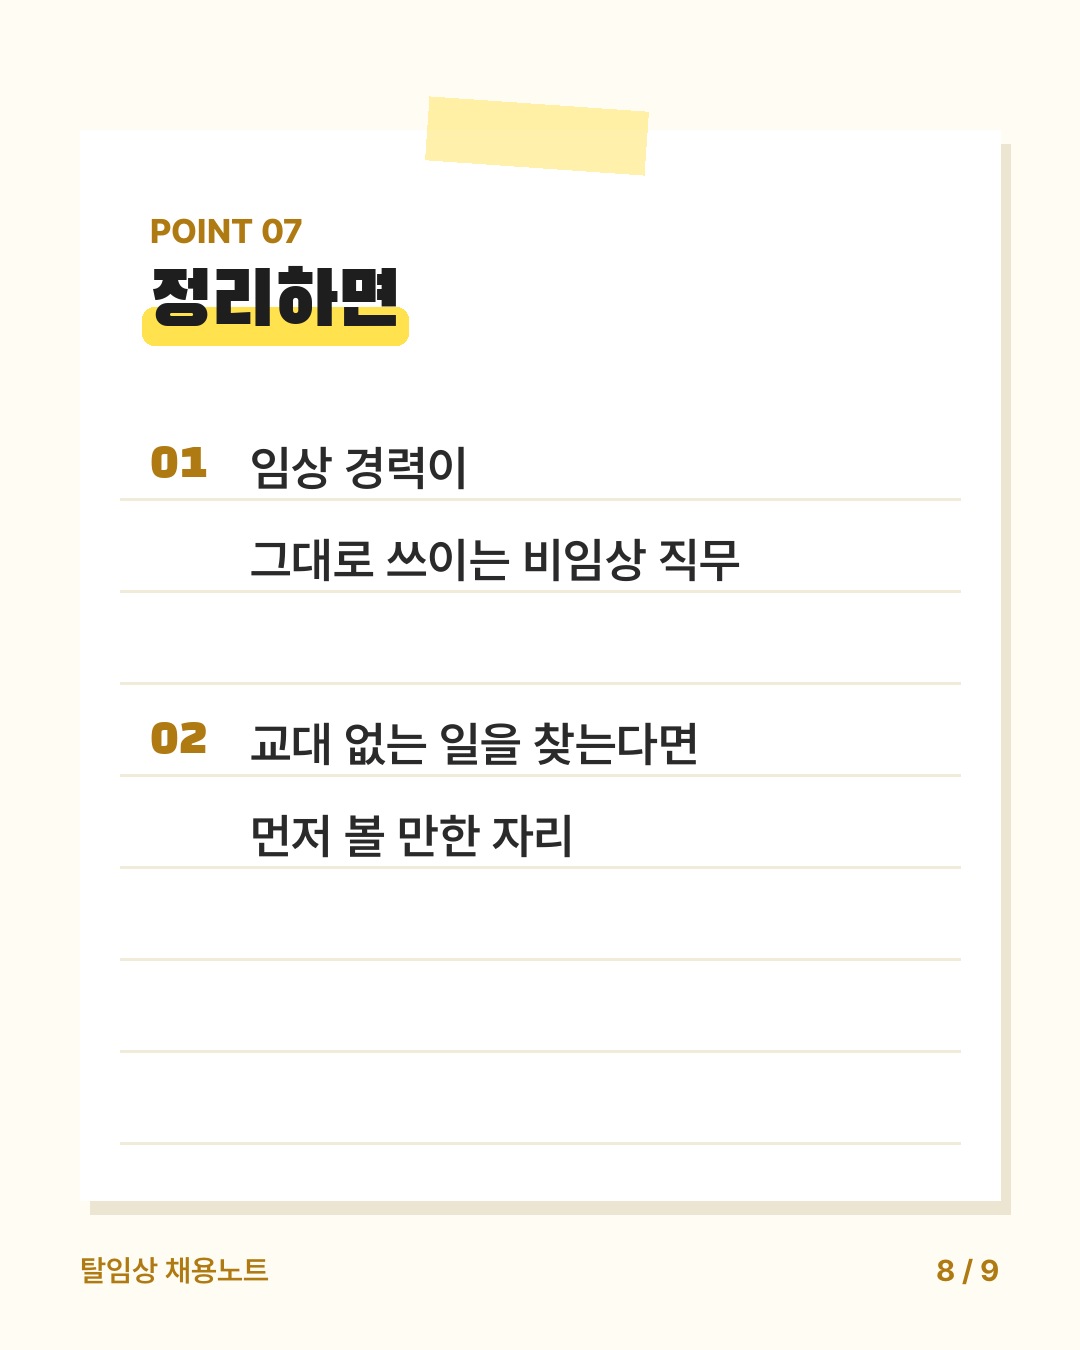 POINT 07
정리하면
01 임상 경력이
그대로 쓰이는 비임상 직무
02 교대 없는 일을 찾는다면
먼저 볼 만한 자리
탈임상 채용노트
8 / 9